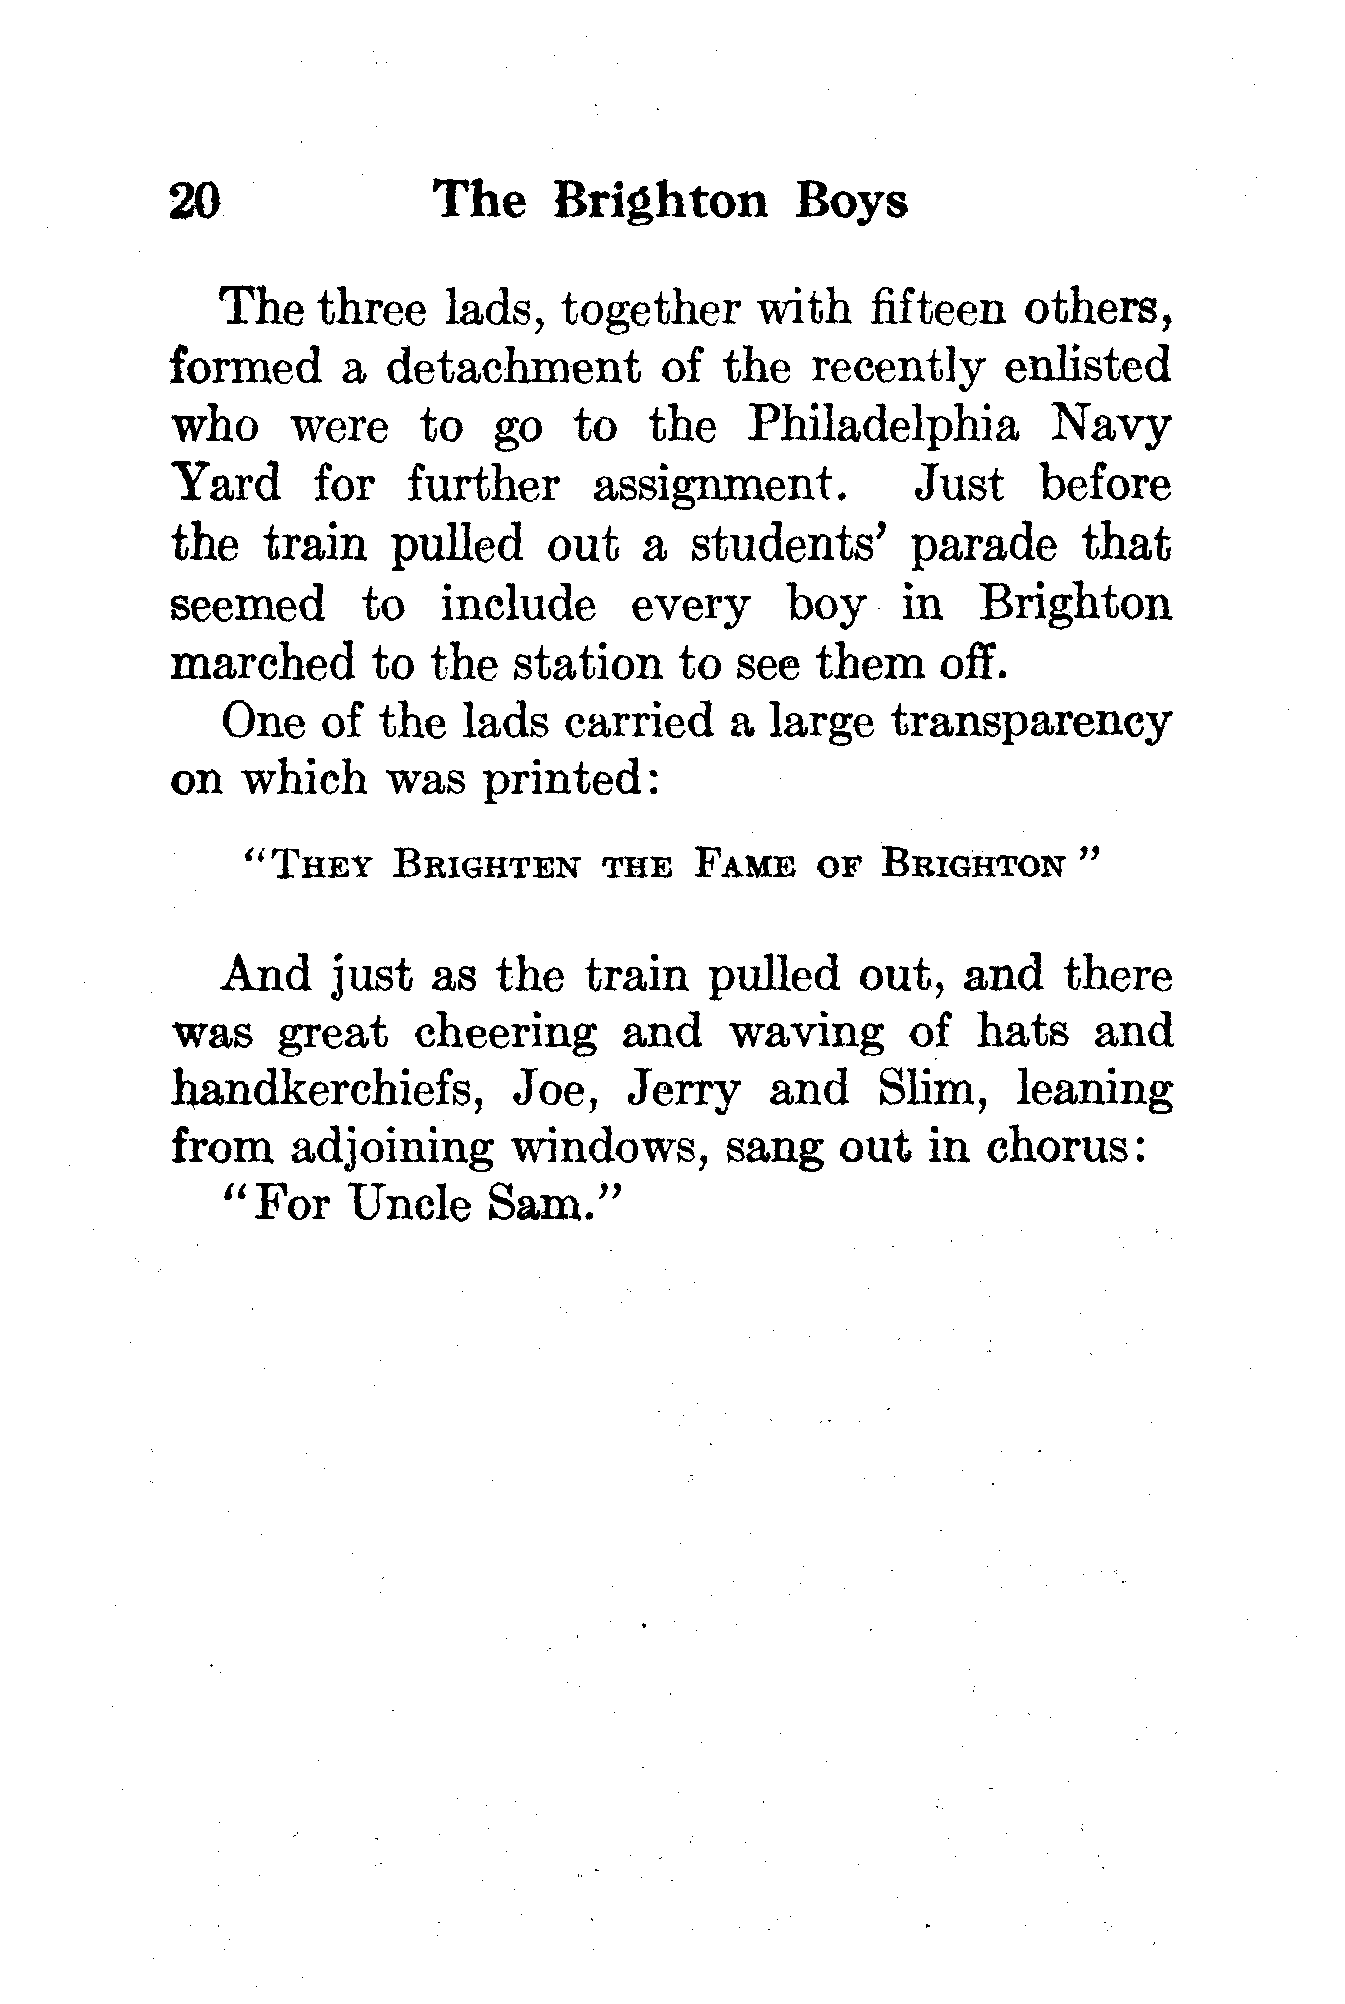 20 The Brighton Boys
The three lads, together with fifteen others,
formed a detachment of the recently enlisted
who were to go to the Philadelphia Navy
Yard for further assignment. Just before
the train pulled out a students’ parade that
seemed to include every boy in Brighton
marched to the station to see them off.
One of the lads carried a large transparency
on which was printed:
“They Brighten the Fame of Brighton”
And just as the train pulled out, and there
was great cheering and waving of hats and
handkerchiefs, Joe, Jerry and Slim, leaning
from adjoining windows, sang out in chorus:
“For Uncle Sam.”